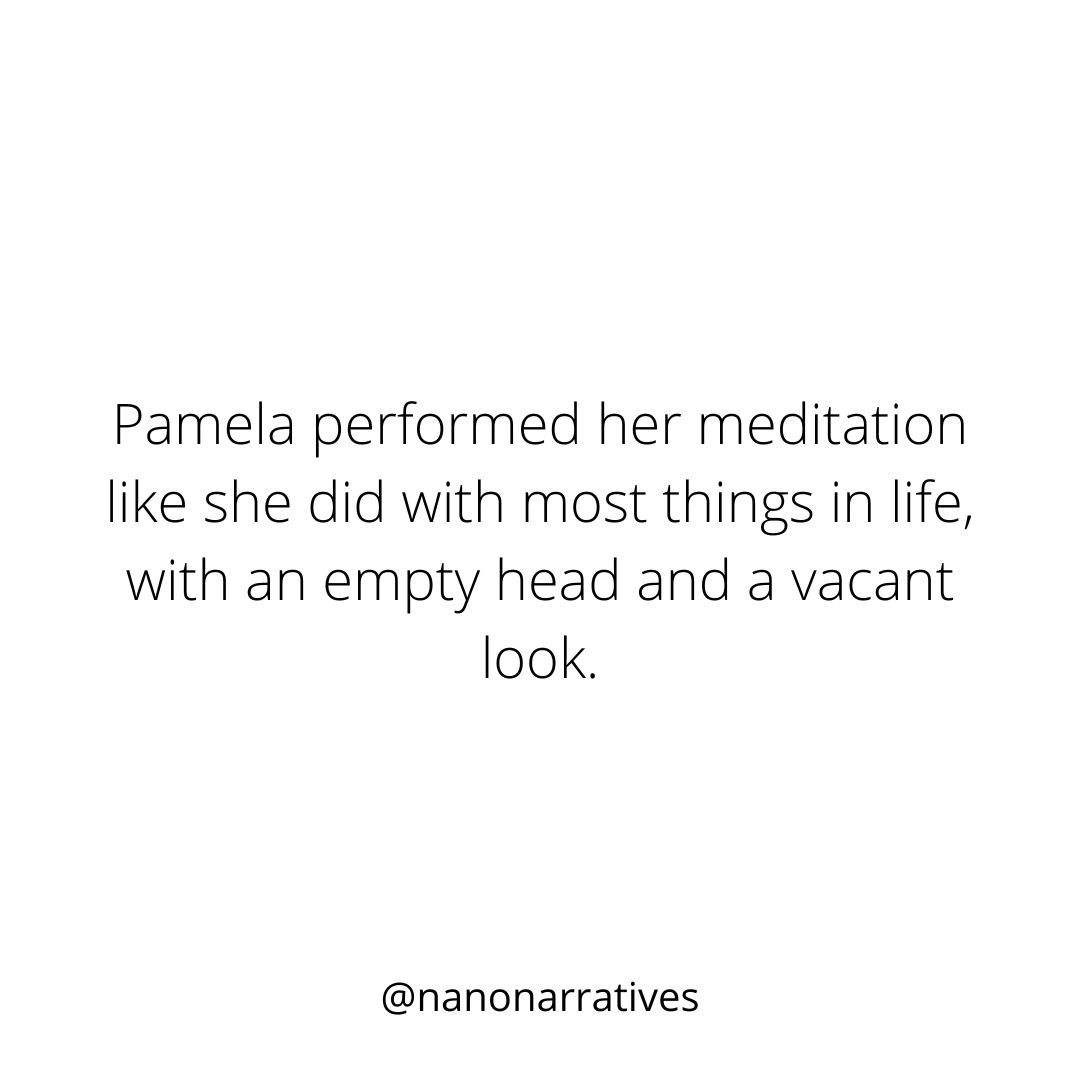 Pamela performed her meditation
like she did with most things in life,
with an empty head and a vacant
look.
@nanonarratives